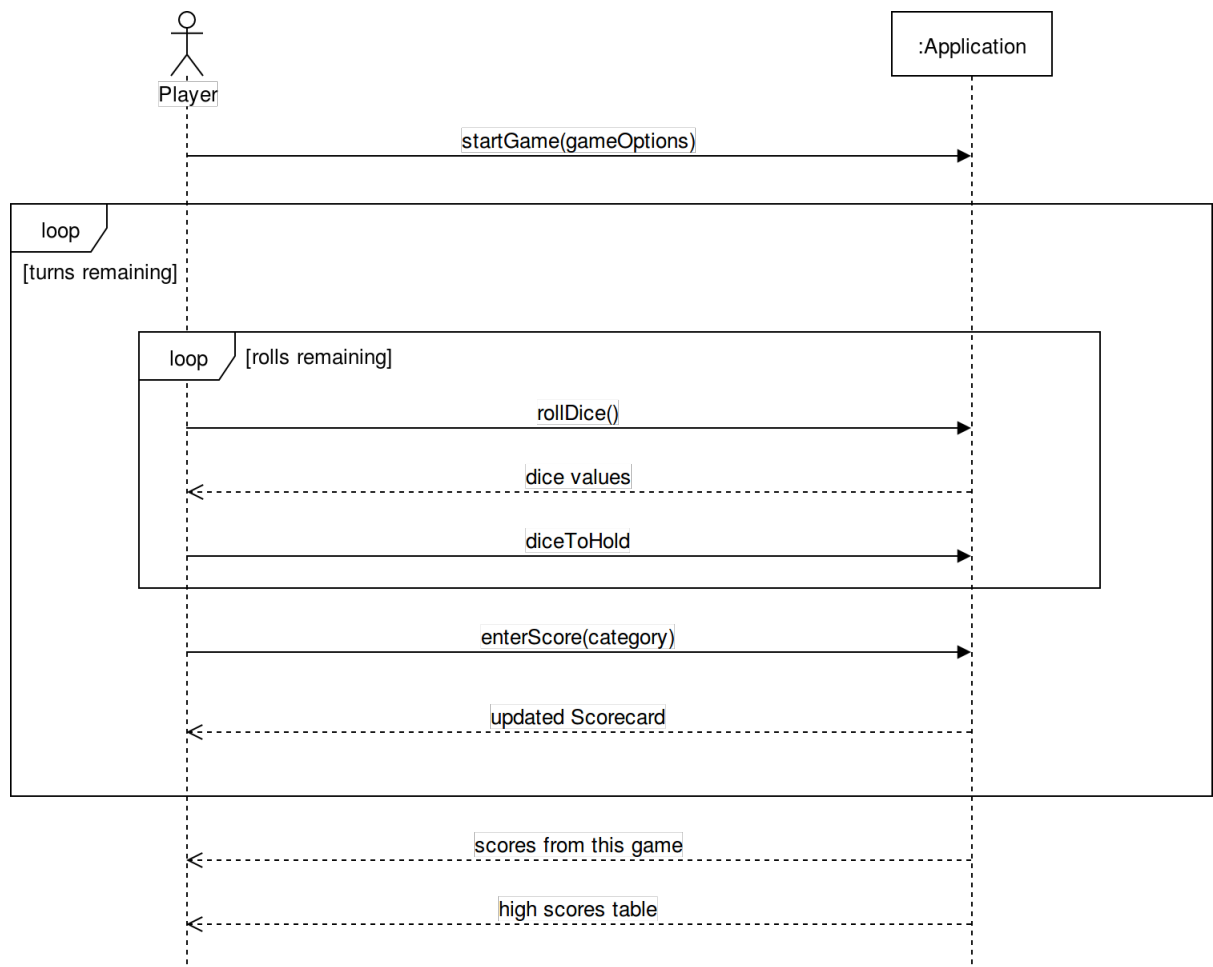 :Application
Player
startGame(gameOptions)
loop
[turns remaining]
loop
[rolls remaining]
rollDice()
dice values
diceToHold
enterScore(category)
updated Scorecard
scores from this game
high scores table